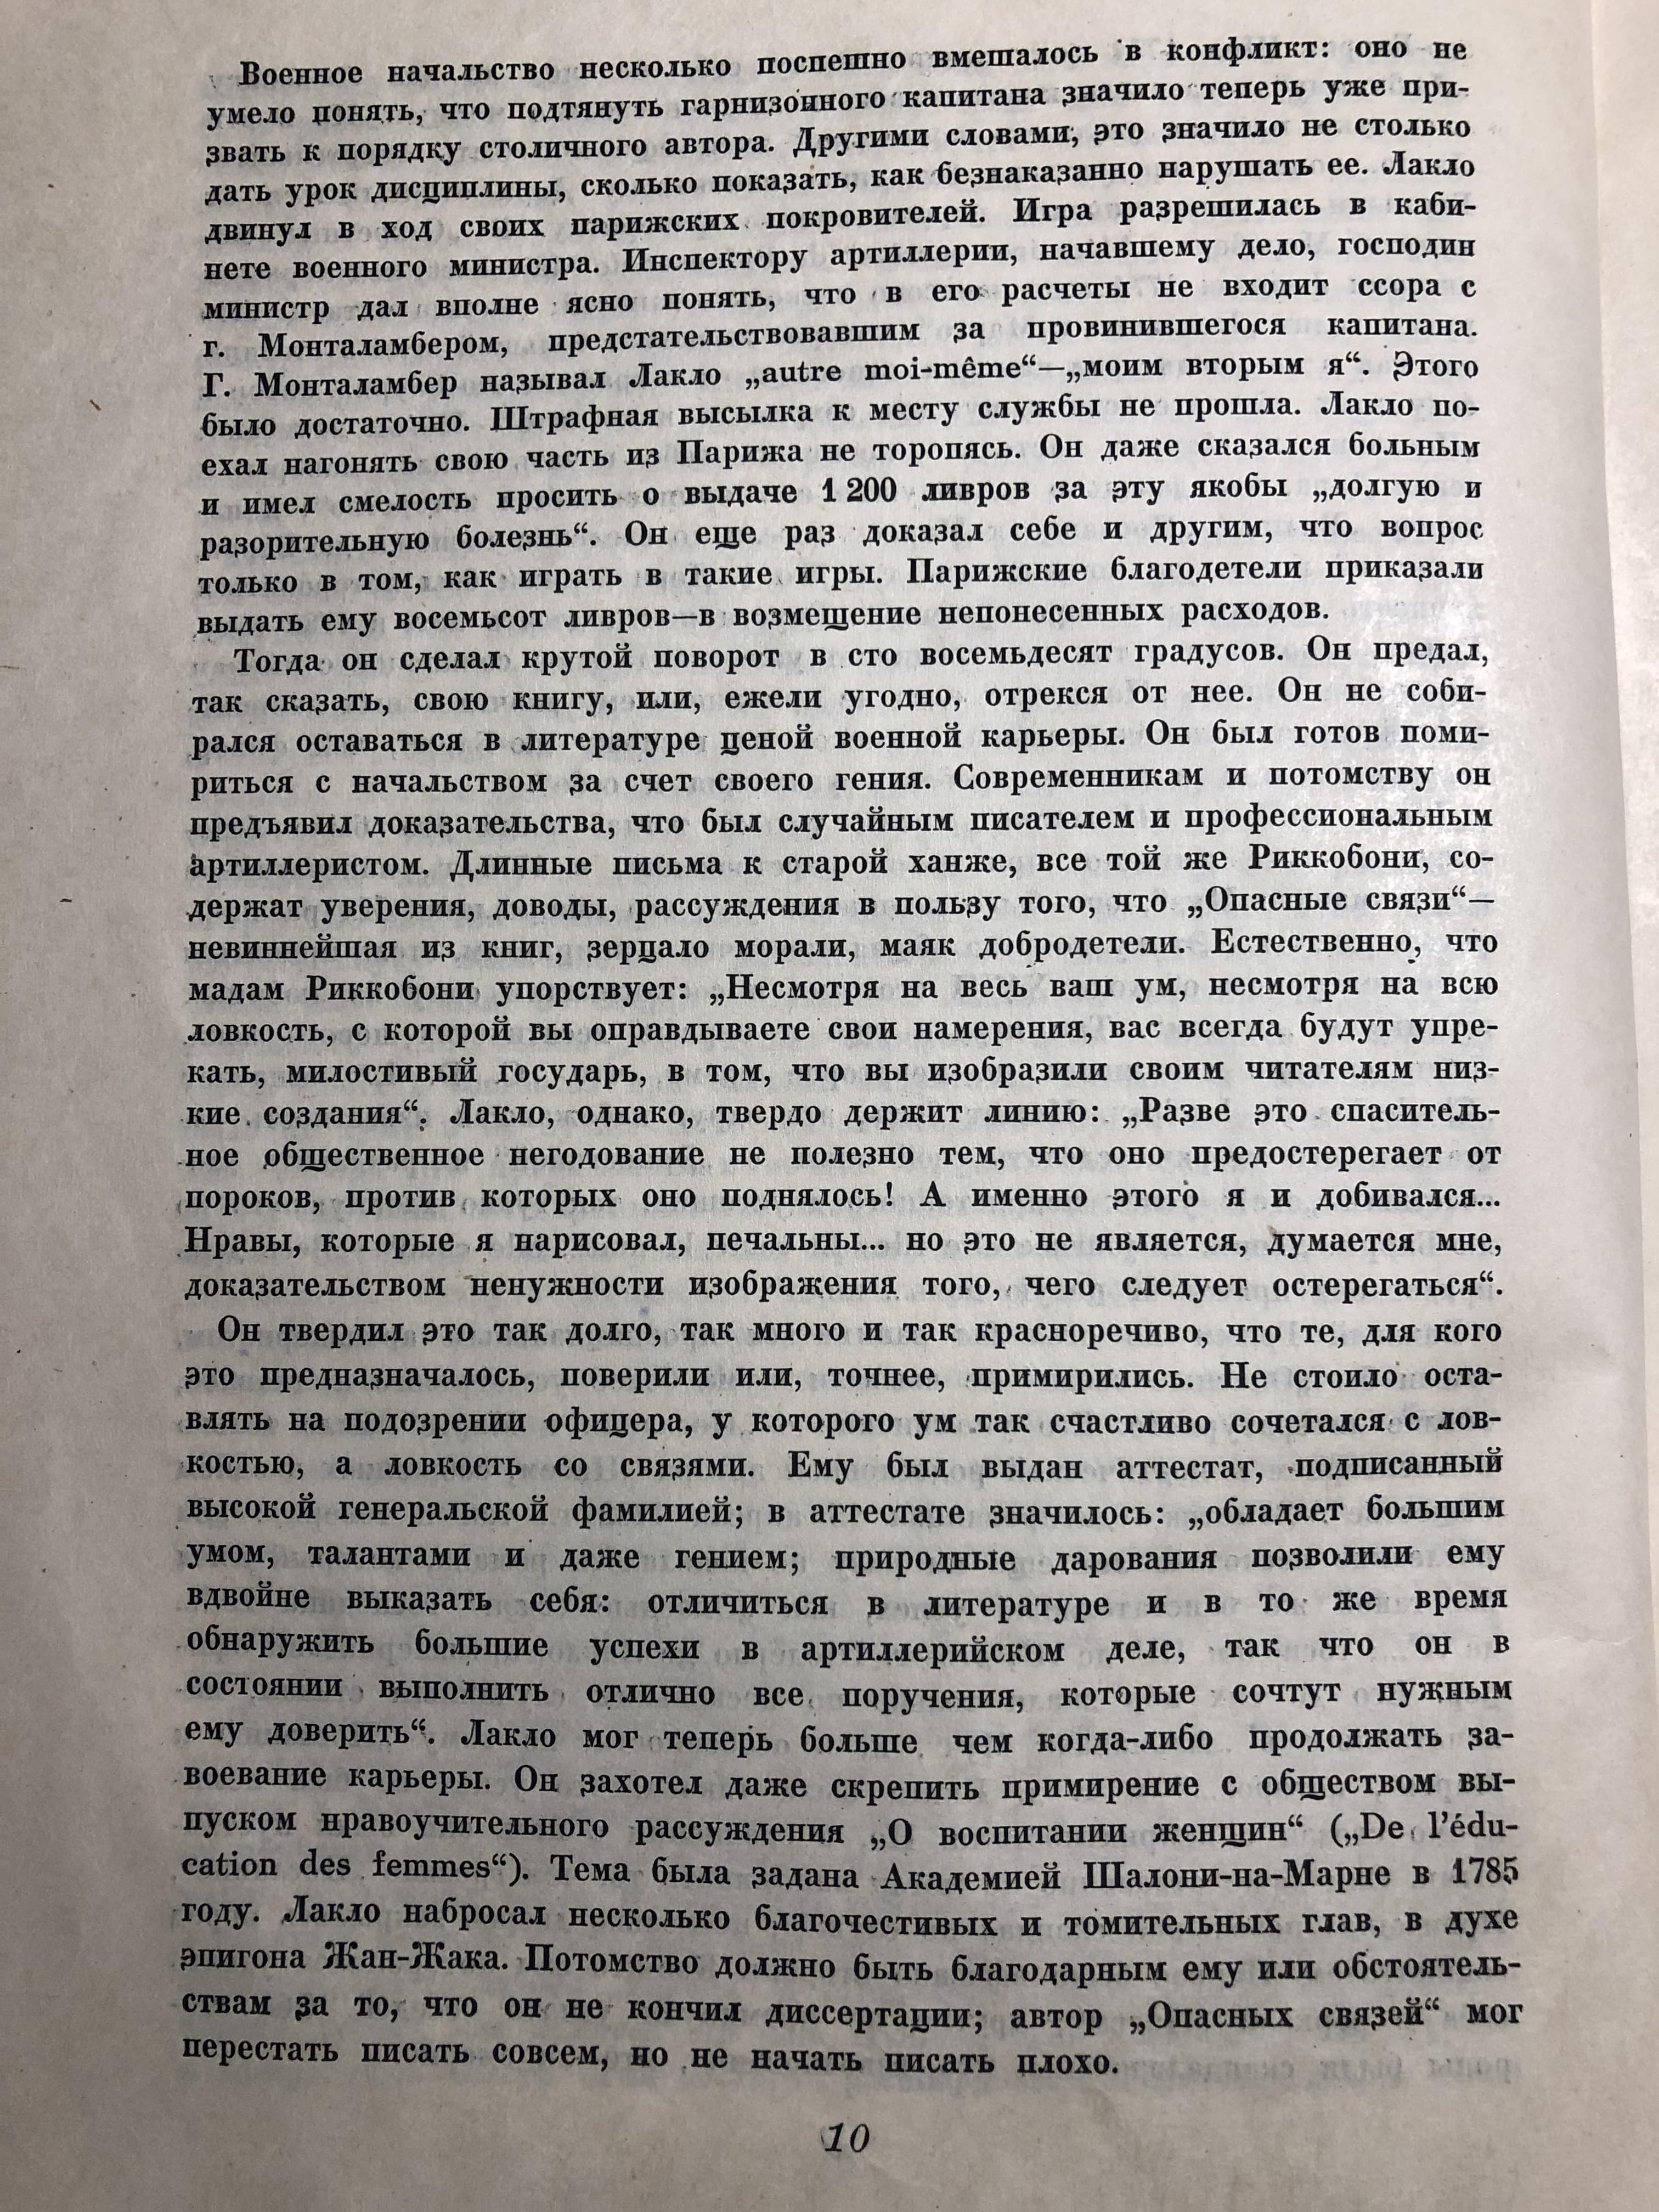 Военное начальство несколько поспешно вмешалось в конфликт: оно не
умело понять, что подтянуть гарнизонного капитана значило теперь уже при-
звать к порядку столичного автора. Другими словами, это значило не столько
дать урок дисциплины, сколько показать, как безнаказанно нарушать ее. Лакло
двинул в ход своих парижских покровителей. Игра разрешилась в каби-
нете военного министра. Инспектору артиллерии, начавшему дело, господин
министр дал вполне ясно понять, что в его расчеты не входит ссора с
г. Монталамбером, предстательствовавшим за провинившегося капитана.
Г. Монталамбер называл Лакло „autre moi-même“—„моим вторым я“. Этого
было достаточно. Штрафная высылка к месту службы не прошла. Лакло по-
ехал нагонять свою часть из Парижа не торопясь. Он даже сказался больным
и имел смелость просить о выдаче 1 200 ливров за эту якобы „долгую и
разорительную болезнь“. Он еще раз доказал себе и другим, что вопрос
только в том, как играть в такие игры. Парижские благодетели приказали
выдать ему восемьсот ливров—в возмещение непонесенных расходов.
Тогда он сделал крутой поворот в сто восемьдесят градусов. Он предал,
так сказать, свою книгу, или, ежели угодно, отрекся от нее. Он не соби-
рался оставаться в литературе ценой военной карьеры. Он был готов поми-
риться с начальством за счет своего гения. Современникам и потомству он
предъявил доказательства, что был случайным писателем и профессиональным
артиллеристом. Длинные письма к старой ханже, все той же Риккобони, со-
держат уверения, доводы, рассуждения в пользу того, что „Опасные связи“—
невиннейшая из книг, зерцало морали, маяк добродетели. Естественно, что
мадам Риккобони упорствует: „Несмотря на весь ваш ум, несмотря на всю
ловкость, с которой вы оправдываете свои намерения, вас всегда будут упре-
кать, милостивый государь, в том, что вы изобразили своим читателям низ-
кие создания“. Лакло, однако, твердо держит линию: „Разве это спаситель-
ное общественное негодование не полезно тем, что оно предостерегает от
пороков, против которых оно поднялось! А именно этого я и добивался...
Нравы, которые я нарисовал, печальны... но это не является, думается мне,
доказательством ненужности изображения того, чего следует остерегаться“.
Он твердил это так долго, так много и так красноречиво, что те, для кого
это предназначалось, поверили или, точнее, примирились. Не стоило оста-
влять на подозрении офицера, у которого ум так счастливо сочетался с лов-
костью, а ловкость со связями. Ему был выдан аттестат, подписанный
высокой генеральской фамилией; в аттестате значилось: „обладает большим
умом, талантами и даже гением; природные дарования позволили ему
вдвойне выказать себя: отличиться в литературе и в то же время
обнаружить большие успехи в артиллерийском деле, так что он в
состоянии выполнить отлично все поручения, которые сочтут нужным
ему доверить“. Лакло мог теперь больше чем когда-либо продолжать за-
воевание карьеры. Он захотел даже скрепить примирение с обществом вы-
пуском нравоучительного рассуждения „О воспитании женщин“ („De l’édu-
cation des femmes“). Тема была задана Академией Шалони-на-Марне в 1785
году. Лакло набросал несколько благочестивых и томительных глав, в духе
эпигона Жан-Жака. Потомство должно быть благодарным ему или обстоятель-
ствам за то, что он не кончил диссертации; автор „Опасных связей“ мог
перестать писать совсем, но не начать писать плохо.
10